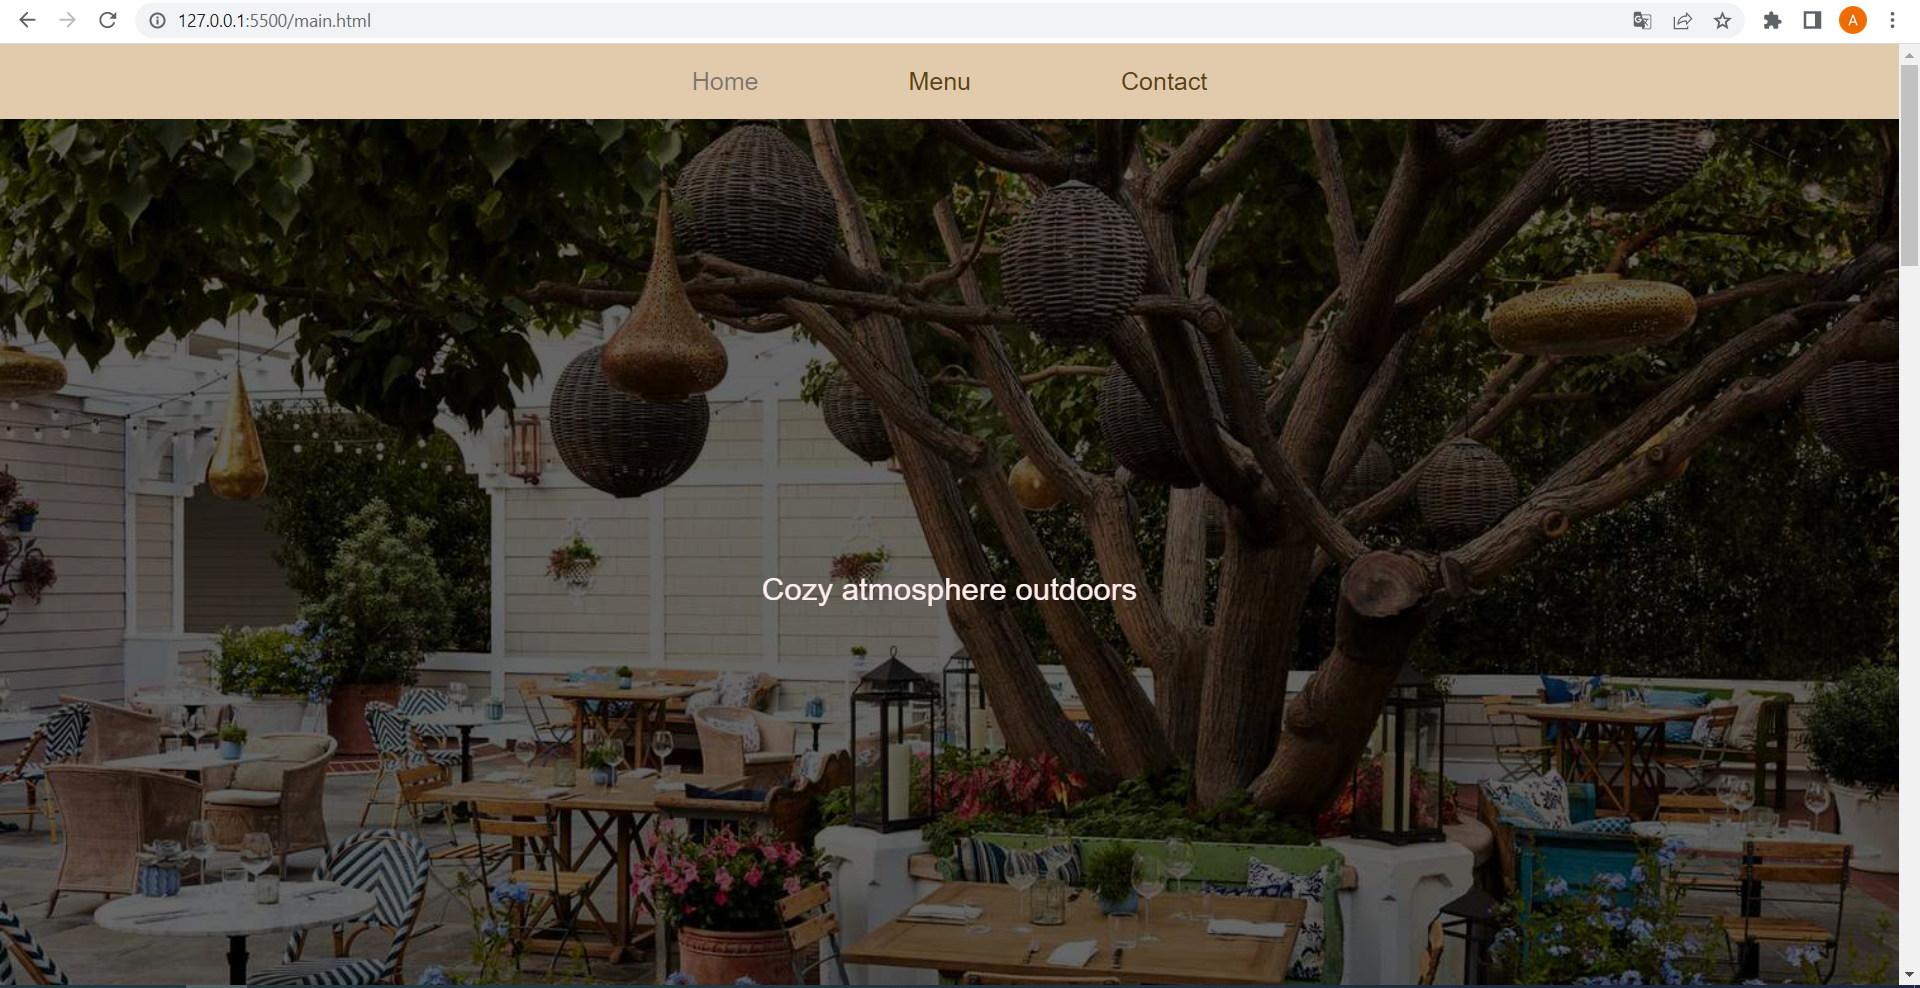 127.0.0.1:5500/main.html
A
Home Menu Contact
Cozy atmosphere outdoors